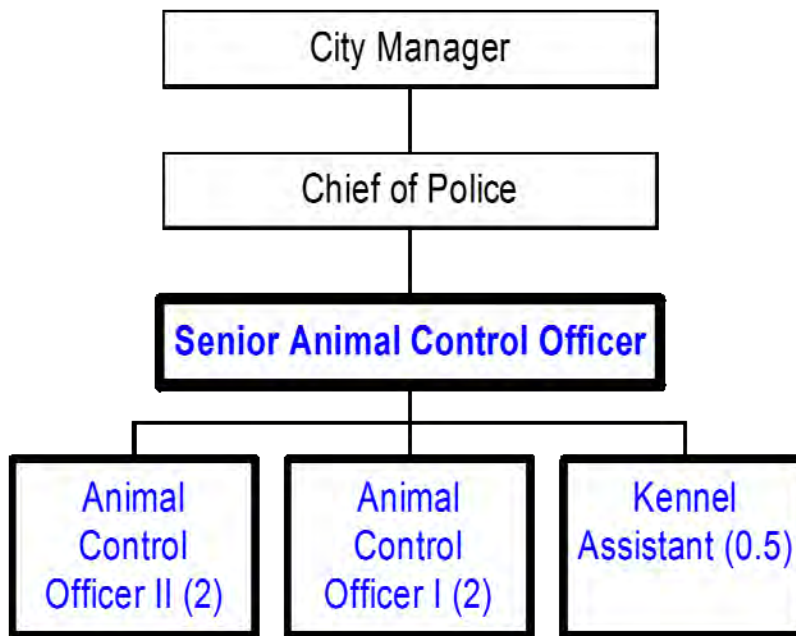 City Manager
Chief of Police
Senior Animal Control Officer
Animal
Control
Officer II (2)
Animal
Control
Officer I (2)
Kennel
Assistant (0.5)